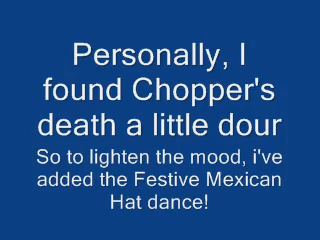 Personally, I
found Chopper's
death a little dour
So to lighten the mood, i've
added the Festive Mexican
Hat dance!